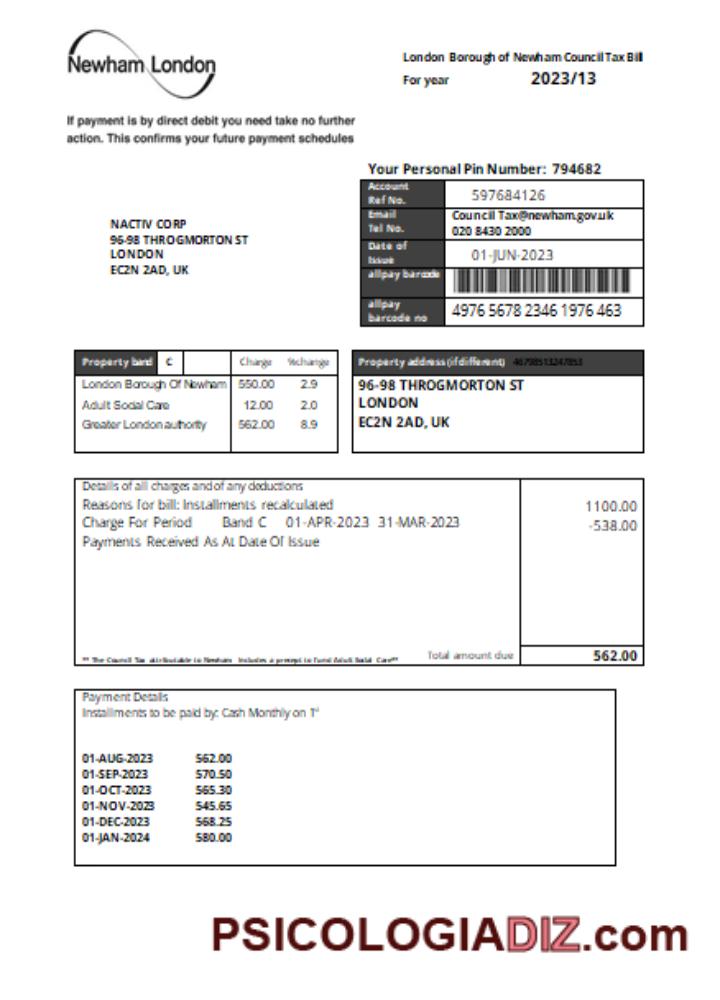 Newham London
London Borough of Newham Council Tax Bill
For year 2023/13
If payment is by direct debit you need take no further
action. This confirms your future payment schedules
Your Personal Pin Number: 794682
Account
Ref No. 597684126
Email Council Tax@newham.gov.uk
Tel No. 020 8430 2000
Date of
Issue 01-JUN-2023
allpay barcode
allpay
barcode no 4976 5678 2346 1976 463
NACTIV CORP
96-98 THROGMORTON ST
LONDON
EC2N 2AD, UK
Property band C Charge %change
London Borough Of Newham 550.00 2.9
Adult Social Care 12.00 2.0
Greater London authority 562.00 8.9
Property address (if different)
96-98 THROGMORTON ST
LONDON
EC2N 2AD, UK
Details of all charges and of any deductions
Reasons for bill: Installments recalculated 1100.00
Charge For Period Band C 01-APR-2023 31-MAR-2023 -538.00
Payments Received As At Date Of Issue
** The Council Tax attributable to Newham includes a precept to fund Adult Social Care**
Total amount due 562.00
Payment Details
Installments to be paid by: Cash Monthly on 1"
01-AUG-2023 562.00
01-SEP-2023 570.50
01-OCT-2023 565.30
01-NOV-2023 545.65
01-DEC-2023 568.25
01-JAN-2024 580.00
PSICOLOGIADIZ.com